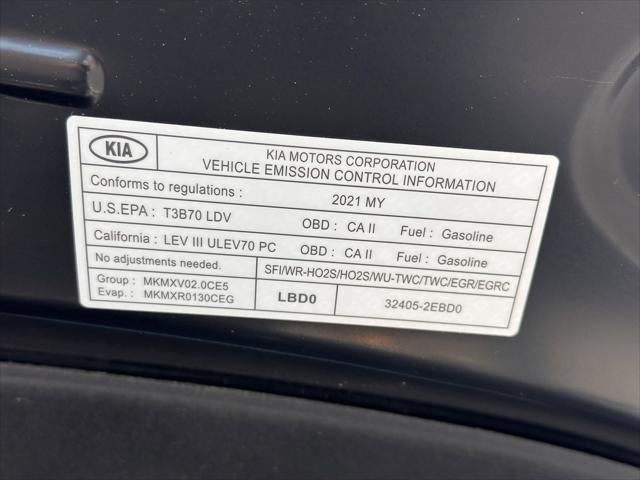 KIA
KIA MOTORS CORPORATION
VEHICLE EMISSION CONTROL INFORMATION
Conforms to regulations : 2021 MY
U.S.EPA : T3B70 LDV OBD : CA II Fuel : Gasoline
California : LEV III ULEV70 PC OBD : CA II Fuel : Gasoline
No adjustments needed. SFI/WR-HO2S/HO2S/WU-TWC/TWC/EGR/EGRC
Group : MKMXV02.0CE5
Evap. : MKMXR0130CEG LBD0 32405-2EBD0